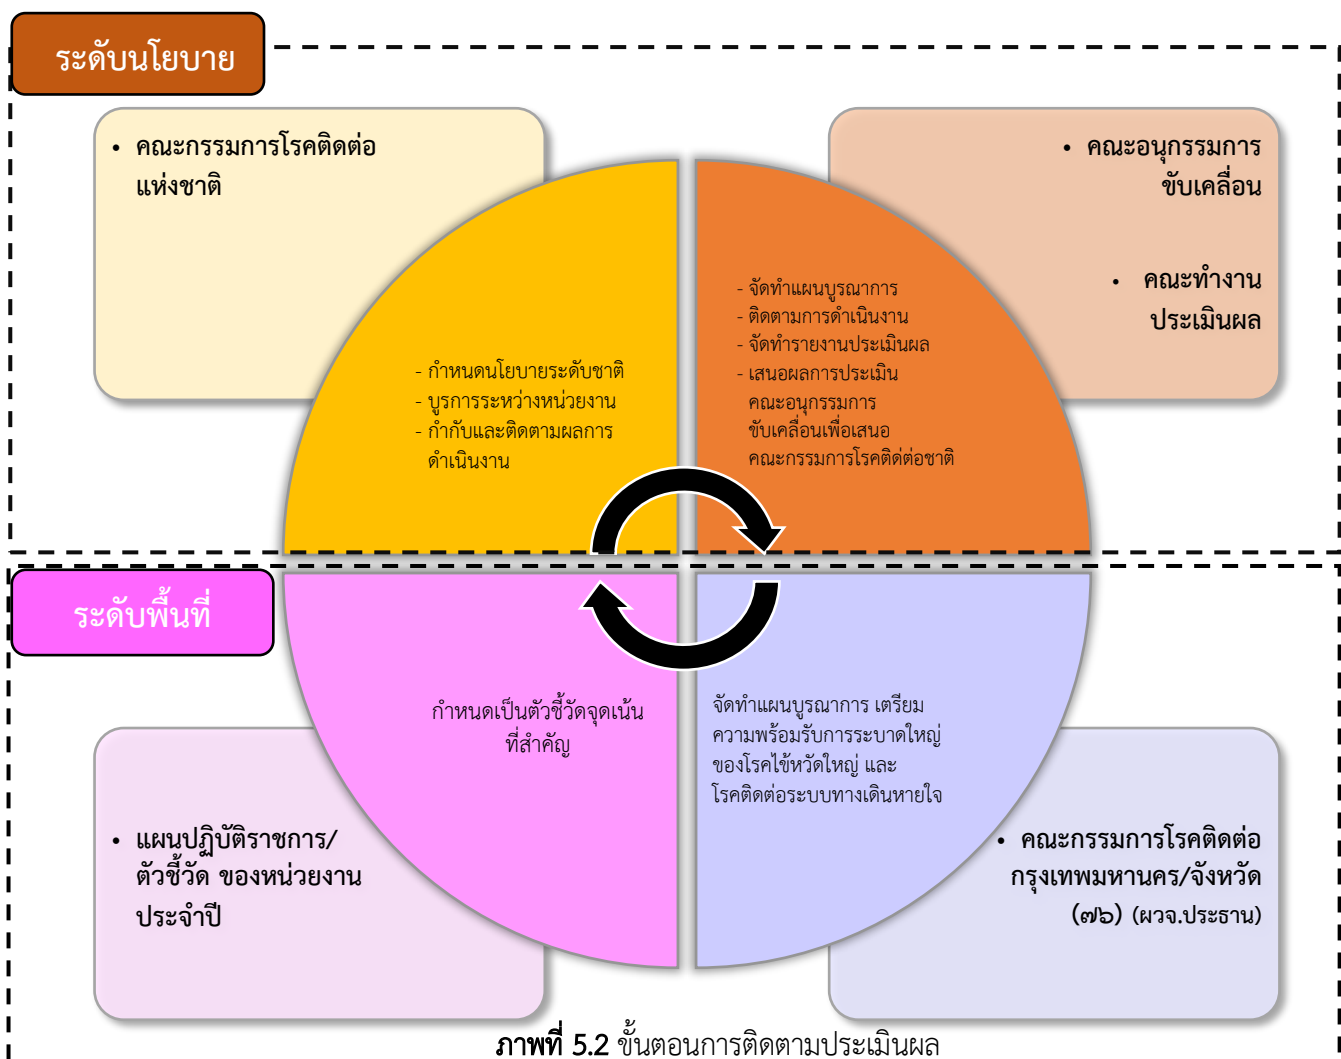 ระดับนโยบาย
• คณะกรรมการโรคติดต่อ
แห่งชาติ
• คณะอนุกรรมการ
ขับเคลื่อน
• คณะทำงาน
ประเมินผล
- กำหนดนโยบายระดับชาติ
- บูรการระหว่างหน่วยงาน
- กำกับและติดตามผลการ
ดำเนินงาน
- จัดทำแผนบูรณาการ
- ติดตามการดำเนินงาน
- จัดทำรายงานประเมินผล
- เสนอผลการประเมิน
คณะอนุกรรมการ
ขับเคลื่อนเพื่อเสนอ
คณะกรรมการโรคติด่ต่อชาติ
ระดับพื้นที่
กำหนดเป็นตัวชี้วัดจุดเน้น
ที่สำคัญ
จัดทำแผนบูรณาการ เตรียม
ความพร้อมรับการระบาดใหญ่
ของโรคไข้หวัดใหญ่ และ
โรคติดต่อระบบทางเดินหายใจ
• แผนปฏิบัติราชการ/
ตัวชี้วัด ของหน่วยงาน
ประจำปี
• คณะกรรมการโรคติดต่อ
กรุงเทพมหานคร/จังหวัด
(๗๖) (ผวจ.ประธาน)
ภาพที่ 5.2 ขั้นตอนการติดตามประเมินผล